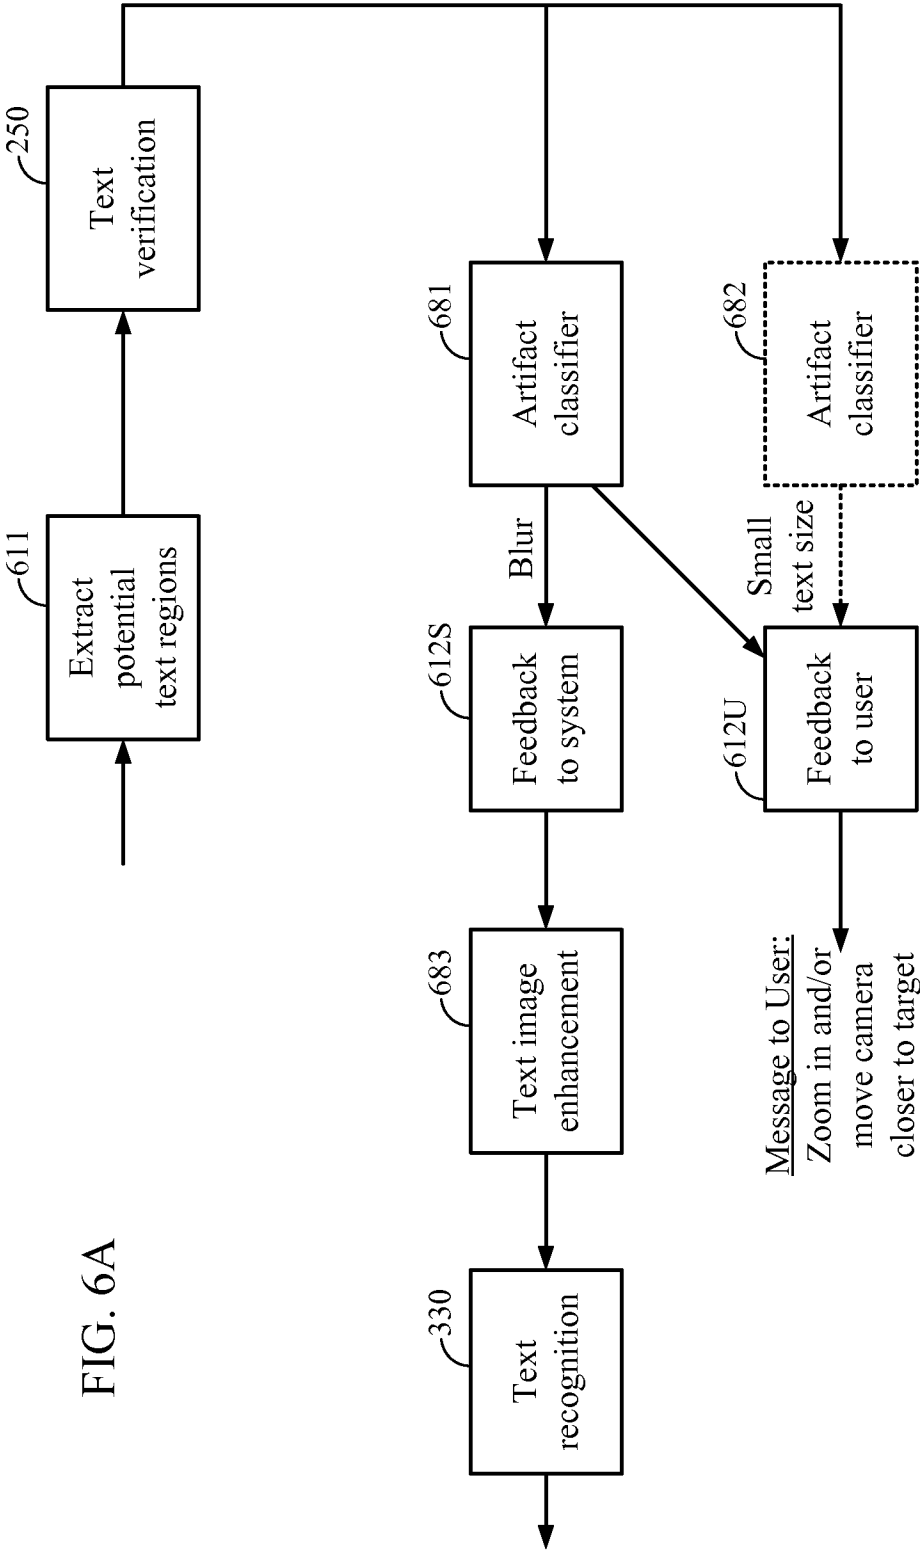 FIG. 6A
611
Extract
potential
text regions
250
Text
verification
330
Text
recognition
683
Text image
enhancement
612S
Feedback
to system
Blur
681
Artifact
classifier
Message to User:
Zoom in and/or
move camera
closer to target
612U
Feedback
to user
Small
text size
682
Artifact
classifier